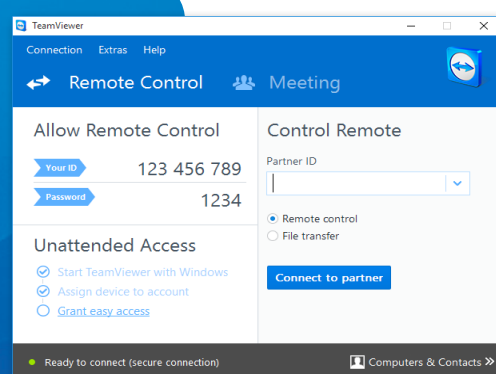 TeamViewer
Connection Extras Help
Remote Control Meeting
Allow Remote Control
Your ID 123 456 789
Password 1234
Unattended Access
Start TeamViewer with Windows
Assign device to account
Grant easy access
Control Remote
Partner ID
Remote control
File transfer
Connect to partner
Ready to connect (secure connection) Computers & Contacts